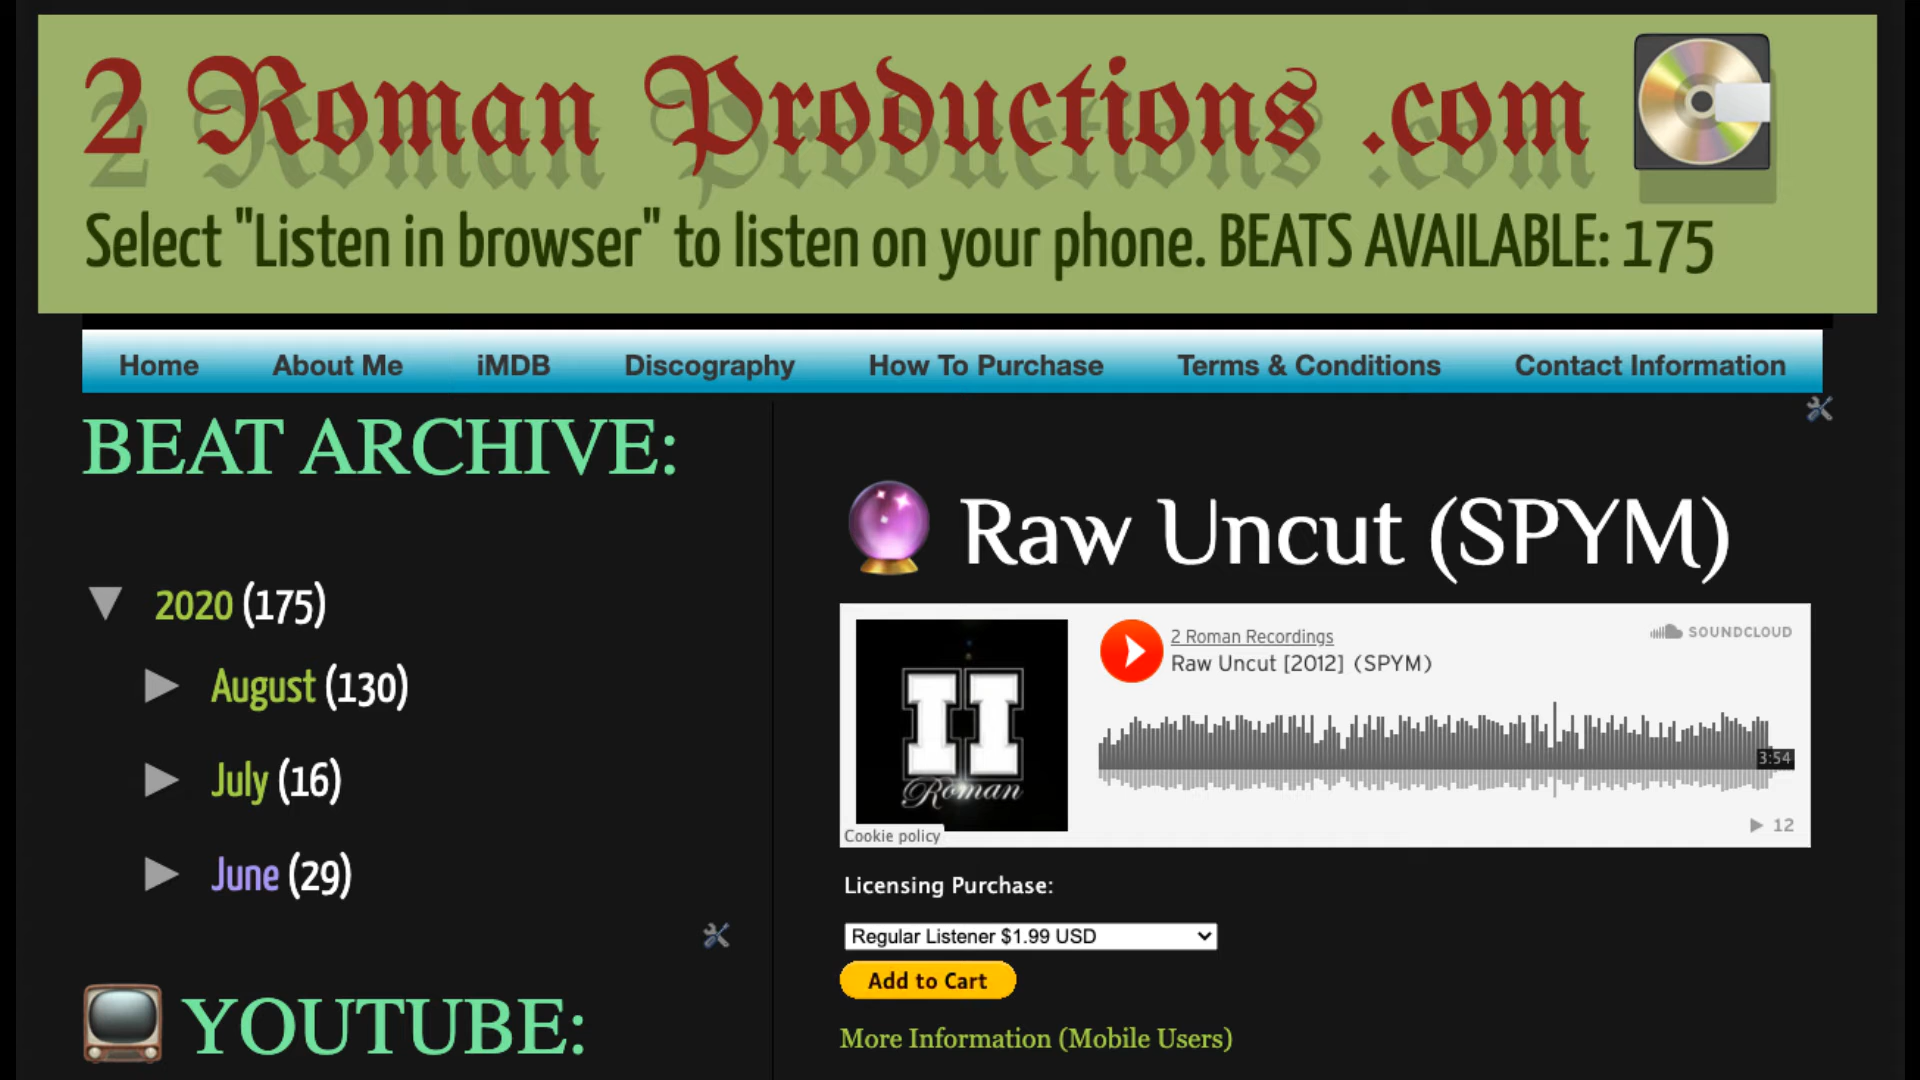 2 Roman Productions .com
Select "Listen in browser" to listen on your phone. BEATS AVAILABLE: 175
Home About Me iMDB Discography How To Purchase Terms & Conditions Contact Information
BEAT ARCHIVE:
▼ 2020 (175)
► August (130)
► July (16)
► June (29)
YOUTUBE:
Raw Uncut (SPYM)
2 Roman Recordings
SOUNDCLOUD
Raw Uncut [2012] (SPYM)
II
Roman
3:54
12
Cookie policy
Licensing Purchase:
Regular Listener $1.99 USD
Add to Cart
More Information (Mobile Users)